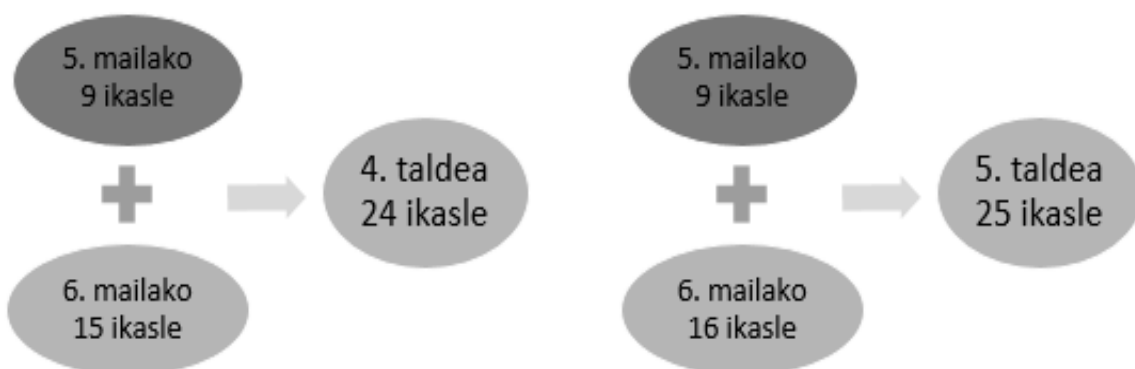 5. mailako
9 ikasle
4. taldea
24 ikasle
6. mailako
15 ikasle
5. mailako
9 ikasle
5. taldea
25 ikasle
6. mailako
16 ikasle